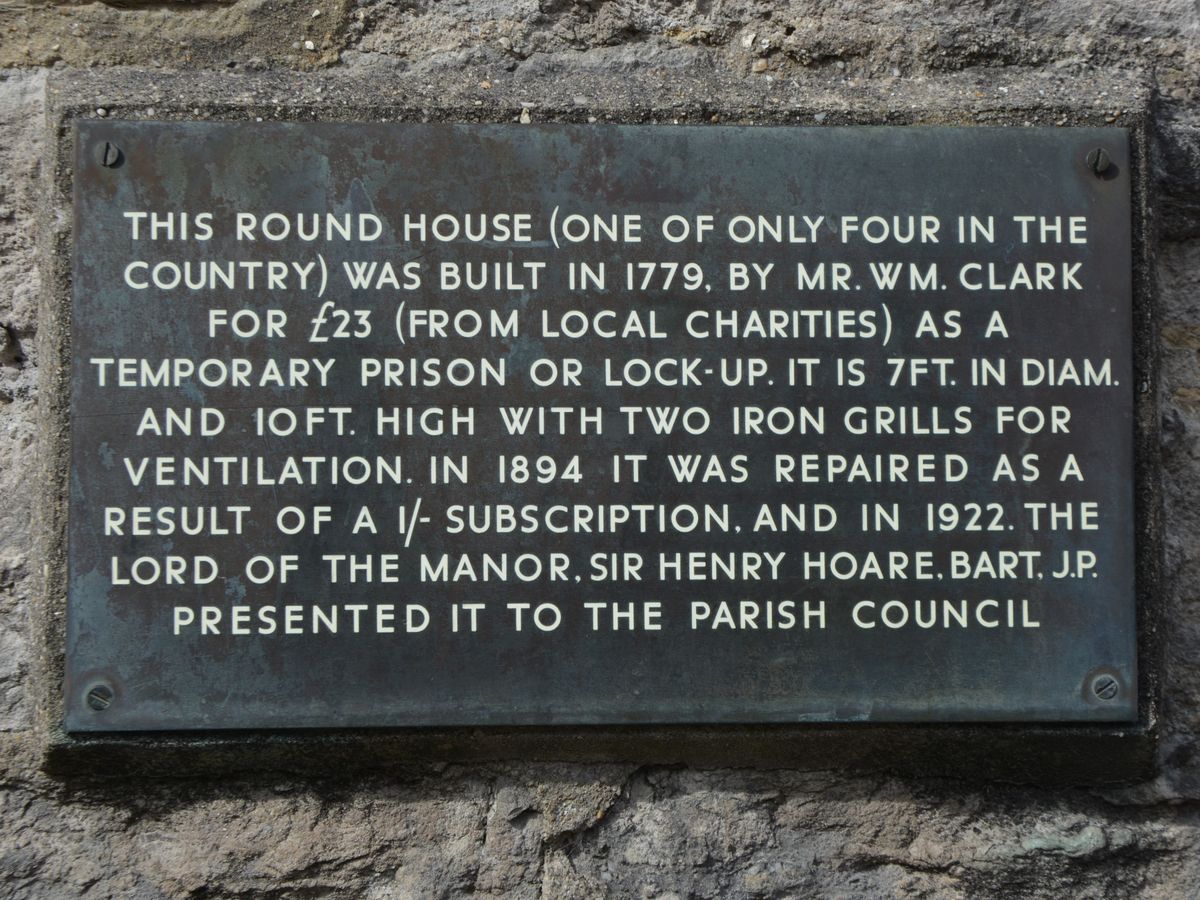 THIS ROUND HOUSE (ONE OF ONLY FOUR IN THE
COUNTRY) WAS BUILT IN 1779, BY MR. WM. CLARK
FOR £23 (FROM LOCAL CHARITIES) AS A
TEMPORARY PRISON OR LOCK-UP. IT IS 7FT. IN DIAM.
AND 10FT. HIGH WITH TWO IRON GRILLS FOR
VENTILATION. IN 1894 IT WAS REPAIRED AS A
RESULT OF A 1/- SUBSCRIPTION, AND IN 1922. THE
LORD OF THE MANOR, SIR HENRY HOARE. BART, J.P.
PRESENTED IT TO THE PARISH COUNCIL